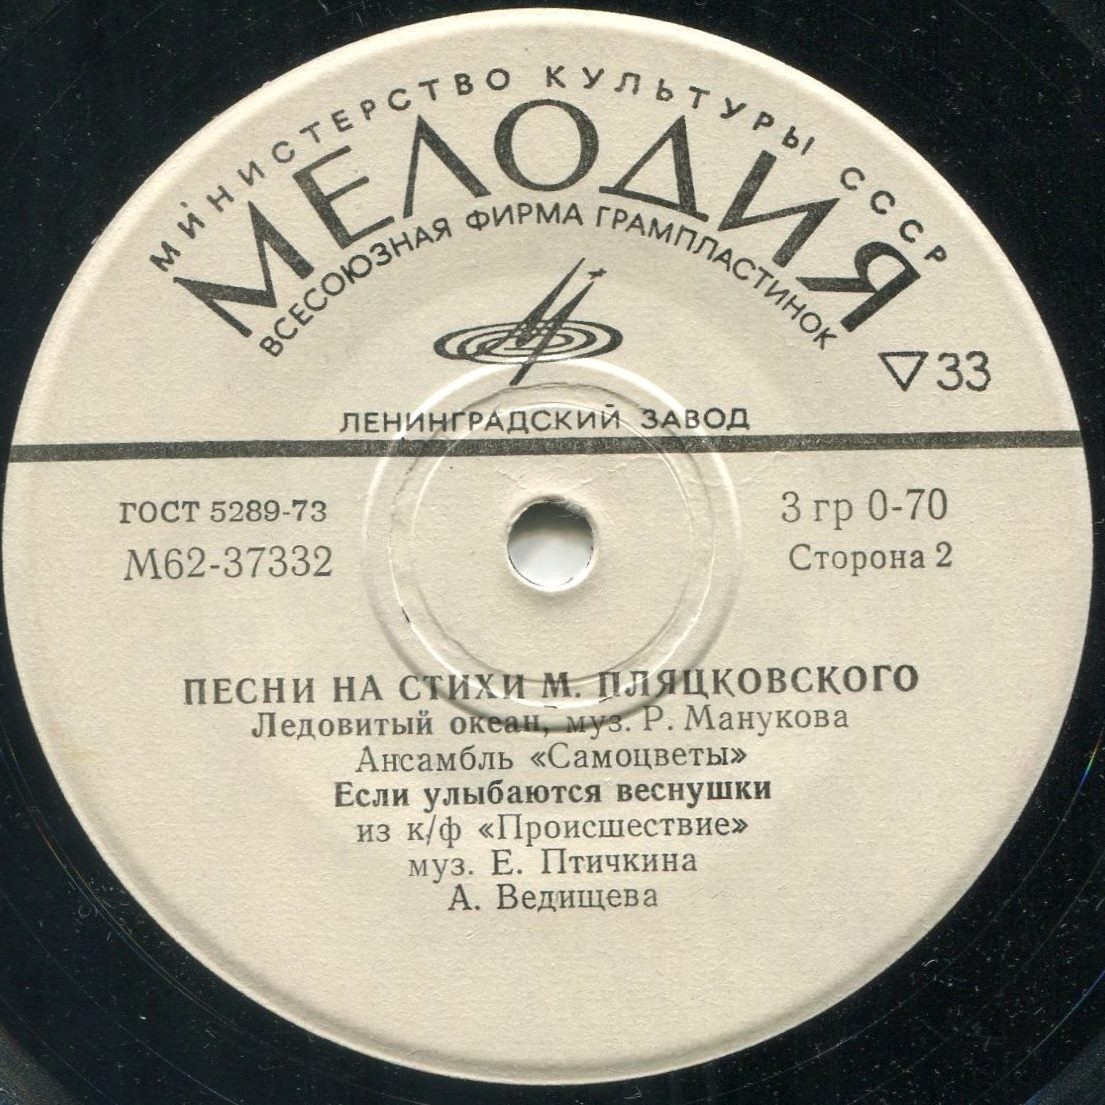 МИНИСТЕРСТВО КУЛЬТУРЫ СССР
МЕЛОДИЯ
ВСЕСОЮЗНАЯ ФИРМА ГРАМПЛАСТИНОК
33
ЛЕНИНГРАДСКИЙ ЗАВОД
ГОСТ 5289-73
3 гр 0-70
М62-37332
Сторона 2
ПЕСНИ НА СТИХИ М. ПЛЯЦКОВСКОГО
Ледовитый океан, муз. Р. Манукова
Ансамбль «Самоцветы»
Если улыбаются веснушки
из к/ф «Происшествие»
муз. Е. Птичкина
А. Ведищева